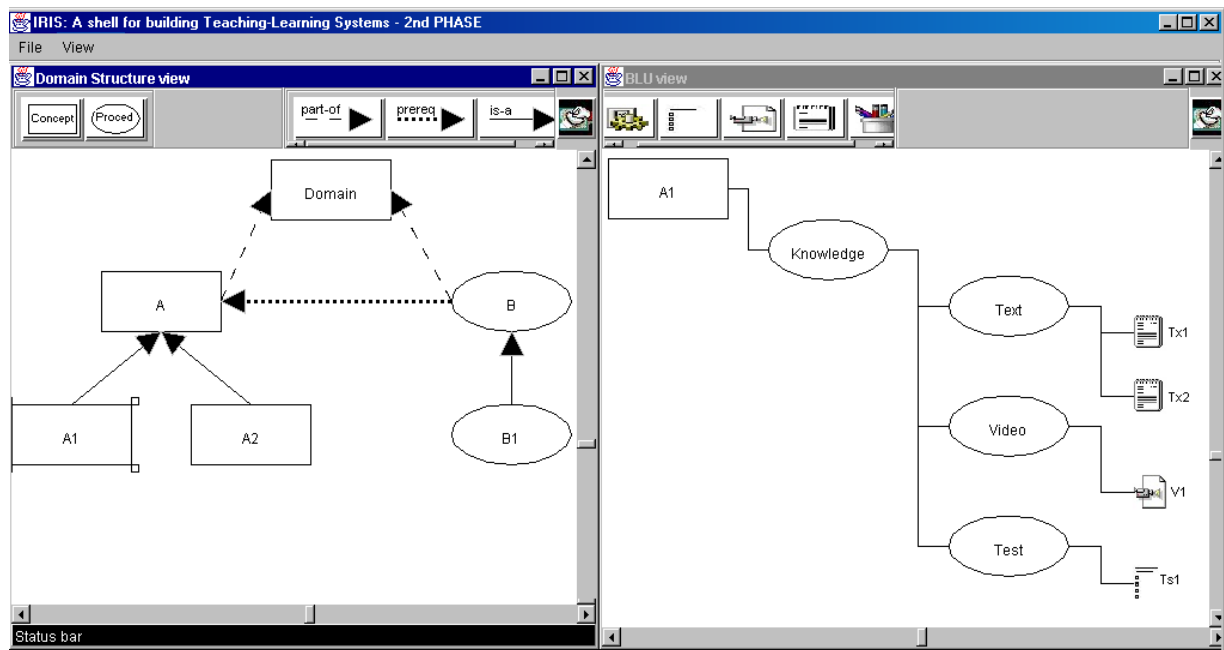 IRIS: A shell for building Teaching-Learning Systems - 2nd PHASE
File View
Domain Structure view
Concept
Proced
part-of
prereq
is-a
Domain
A
B
A1
A2
B1
Status bar
BLU view
A1
Knowledge
Text
Tx1
Tx2
Video
V1
Test
Ts1